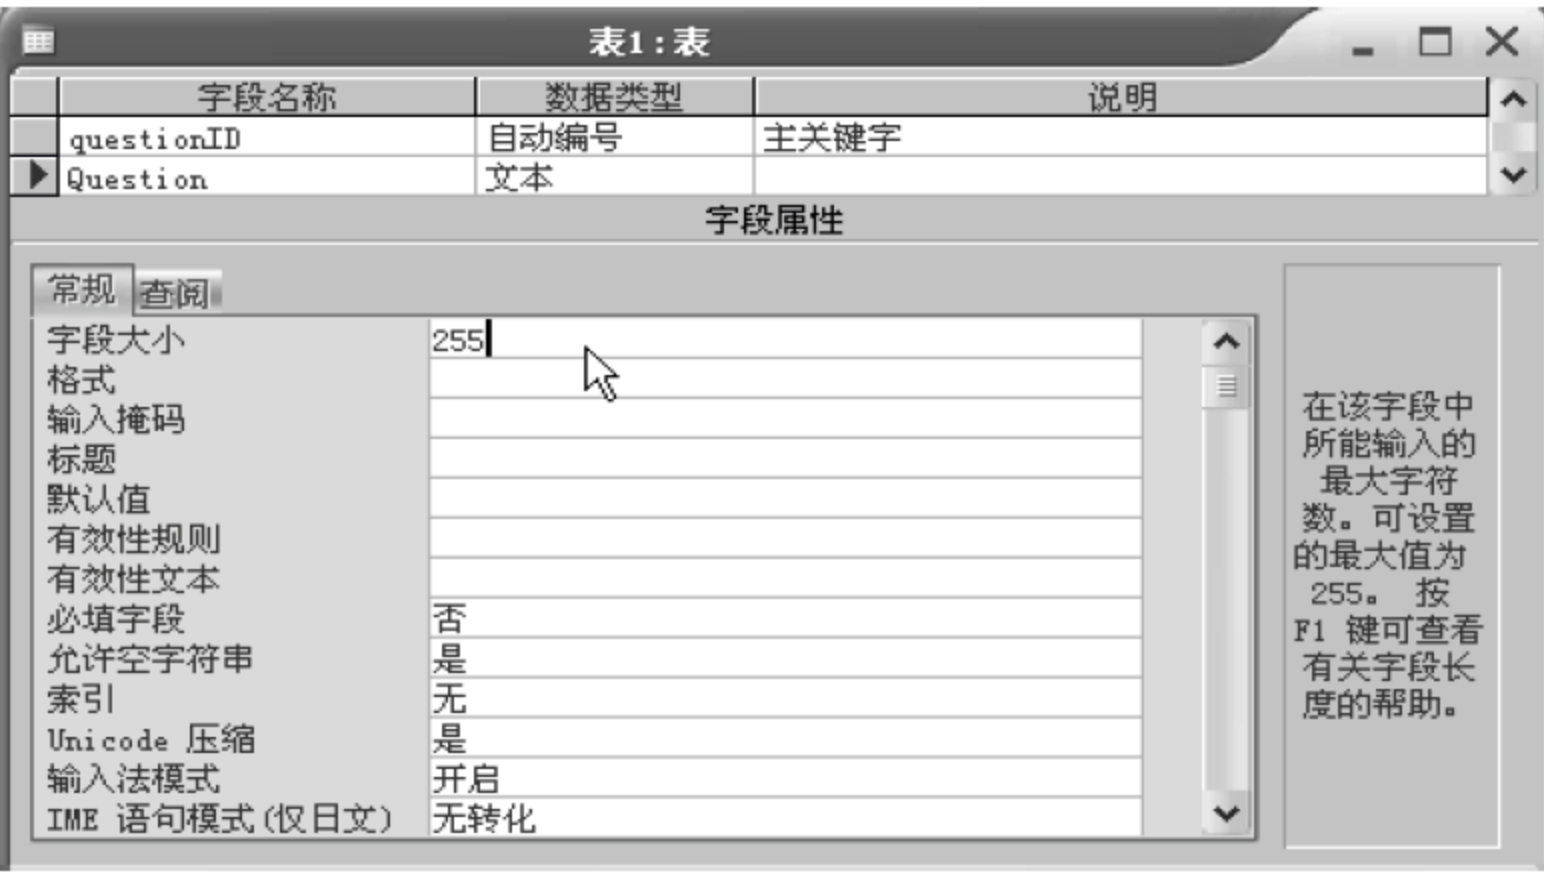 表1 : 表
字段名称 数据类型 说明
questionID 自动编号 主关键字
Question 文本
字段属性
常规 查阅
字段大小 255
格式
输入掩码
标题
默认值
有效性规则
有效性文本
必填字段 否
允许空字符串 是
索引 无
Unicode 压缩 是
输入法模式 开启
IME 语句模式(仅日文) 无转化
在该字段中
所能输入的
最大字符
数。可设置
的最大值为
255。 按
F1 键可查看
有关字段长
度的帮助。